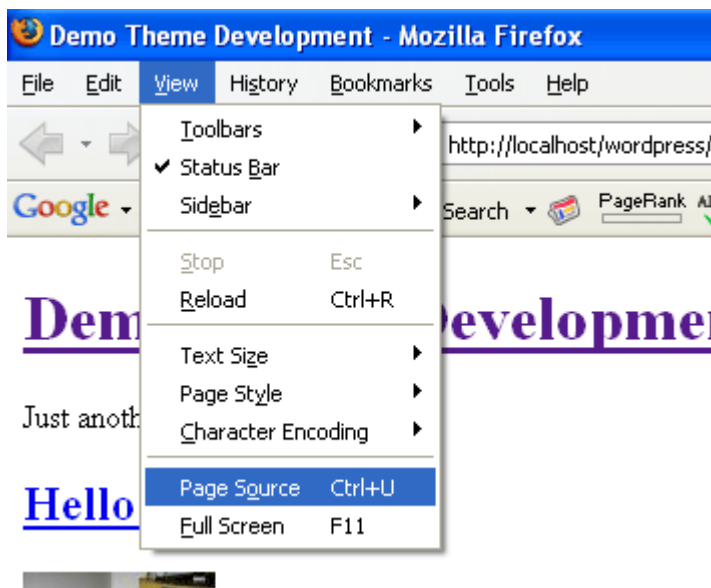 Demo Theme Development - Mozilla Firefox
File Edit View History Bookmarks Tools Help
Toolbars
http://localhost/wordpress/
Status Bar
Google
Sidebar
Search
PageRank
Stop Esc
Reload Ctrl+R
Dem
evelopme
Text Size
Page Style
Just anoth
Character Encoding
Page Source Ctrl+U
Hello
Full Screen F11